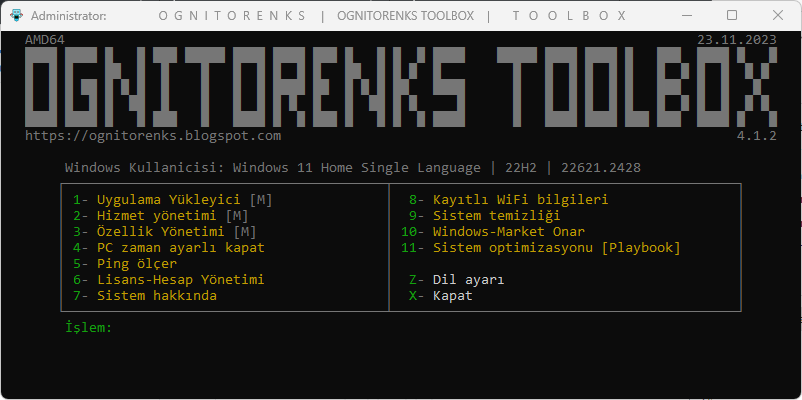 Administrator: O G N I T O R E N K S | OGNITORENKS TOOLBOX | T O O L B O X
AMD64 23.11.2023
OGNITORENKS TOOLBOX
https://ognitorenks.blogspot.com 4.1.2
Windows Kullanicisi: Windows 11 Home Single Language | 22H2 | 22621.2428
1- Uygulama Yükleyici [M]
2- Hizmet yönetimi [M]
3- Özellik Yönetimi [M]
4- PC zaman ayarlı kapat
5- Ping ölçer
6- Lisans-Hesap Yönetimi
7- Sistem hakkında
8- Kayıtlı WiFi bilgileri
9- Sistem temizliği
10- Windows-Market Onar
11- Sistem optimizasyonu [Playbook]
Z- Dil ayarı
X- Kapat
İşlem: